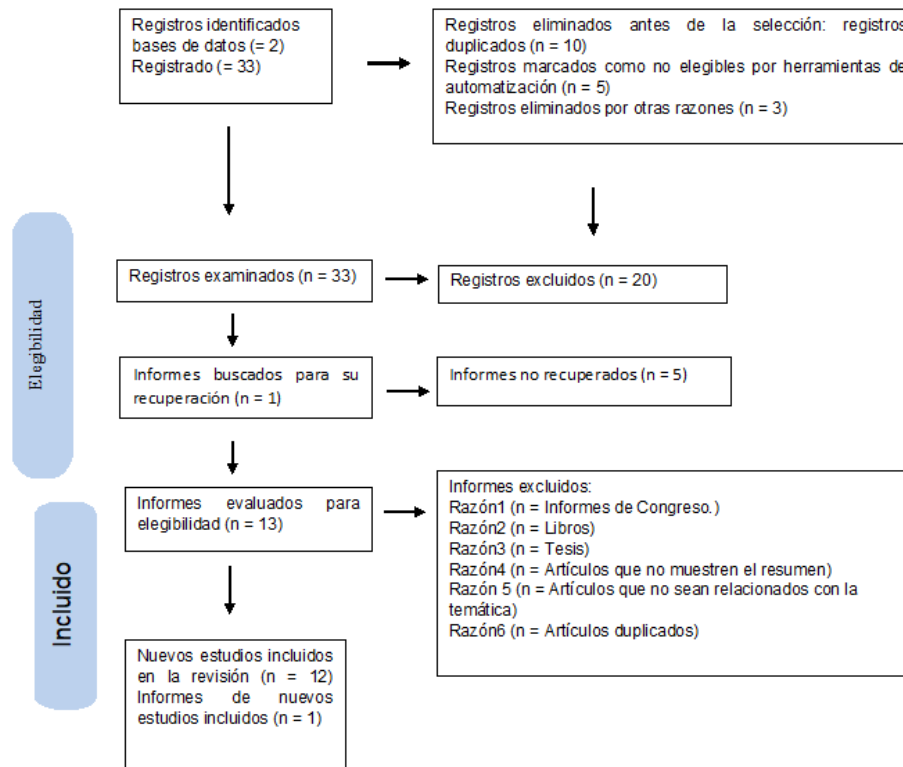 Registros identificados
bases de datos (= 2)
Registrado (= 33)
Registros eliminados antes de la selección: registros
duplicados (n = 10)
Registros marcados como no elegibles por herramientas de
automatización (n = 5)
Registros eliminados por otras razones (n = 3)
Elegibilidad
Registros examinados (n = 33)
Registros excluidos (n = 20)
Informes buscados para su
recuperación (n = 1)
Informes no recuperados (n = 5)
Incluido
Informes evaluados para
elegibilidad (n = 13)
Informes excluidos:
Razón1 (n = Informes de Congreso.)
Razón2 (n = Libros)
Razón3 (n = Tesis)
Razón4 (n = Artículos que no muestren el resumen)
Razón 5 (n = Artículos que no sean relacionados con la
temática)
Razón6 (n = Artículos duplicados)
Nuevos estudios incluidos
en la revisión (n = 12)
Informes de nuevos
estudios incluidos (n = 1)